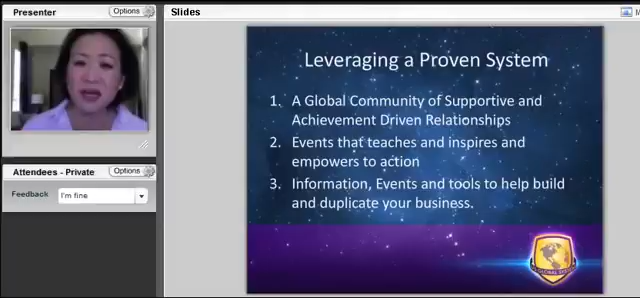 Presenter
Options
Slides
M
Leveraging a Proven System
1. A Global Community of Supportive and
Achievement Driven Relationships
2. Events that teaches and inspires and
empowers to action
3. Information, Events and tools to help build
and duplicate your business.
Attendees - Private
Options
Feedback
I'm fine
GLOBAL